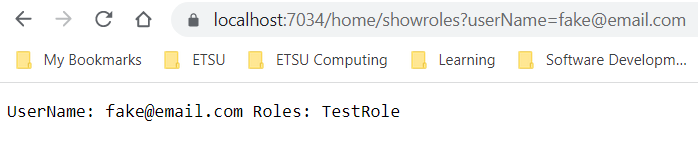 localhost:7034/home/showroles?userName=fake@email.com
My Bookmarks ETSU ETSU Computing Learning Software Developm...
UserName: fake@email.com Roles: TestRole